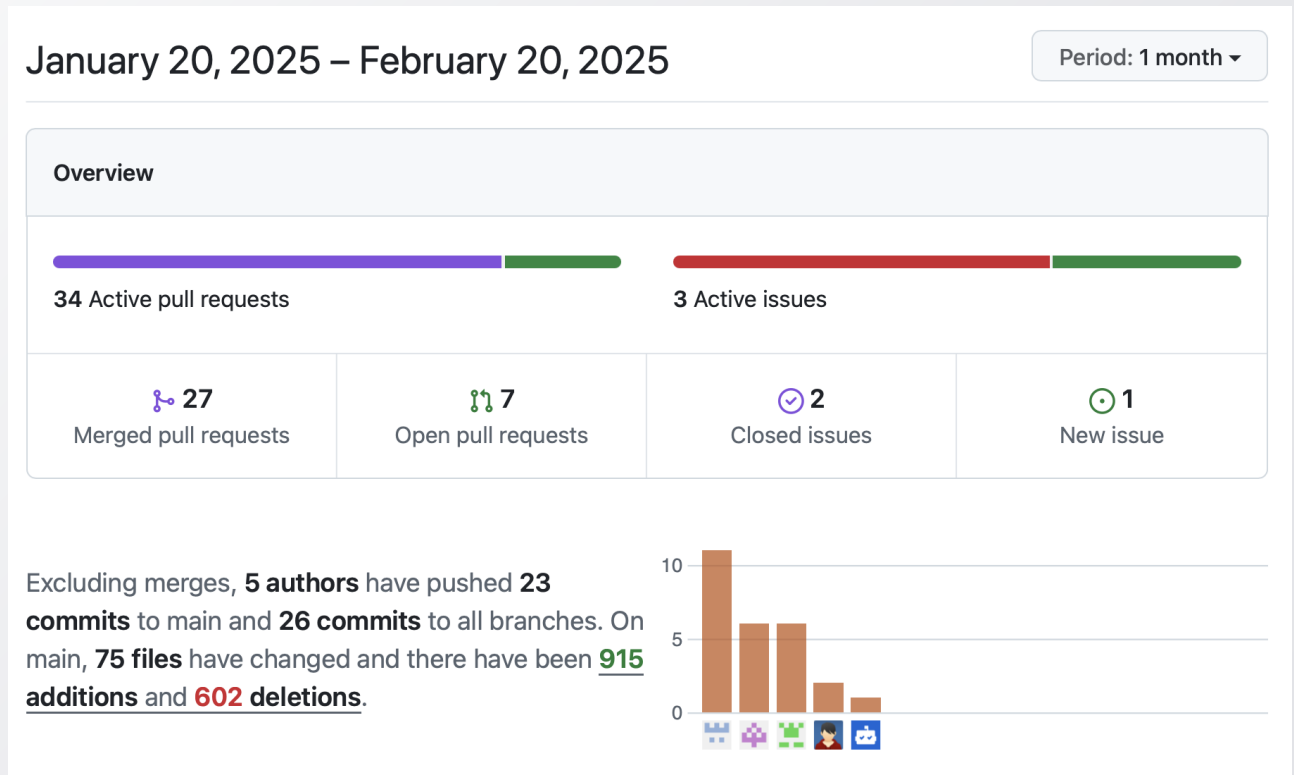 January 20, 2025 – February 20, 2025
Period: 1 month
Overview
34 Active pull requests
3 Active issues
27
Merged pull requests
7
Open pull requests
2
Closed issues
1
New issue
Excluding merges, 5 authors have pushed 23
commits to main and 26 commits to all branches. On
main, 75 files have changed and there have been 915
additions and 602 deletions.
10
5
0